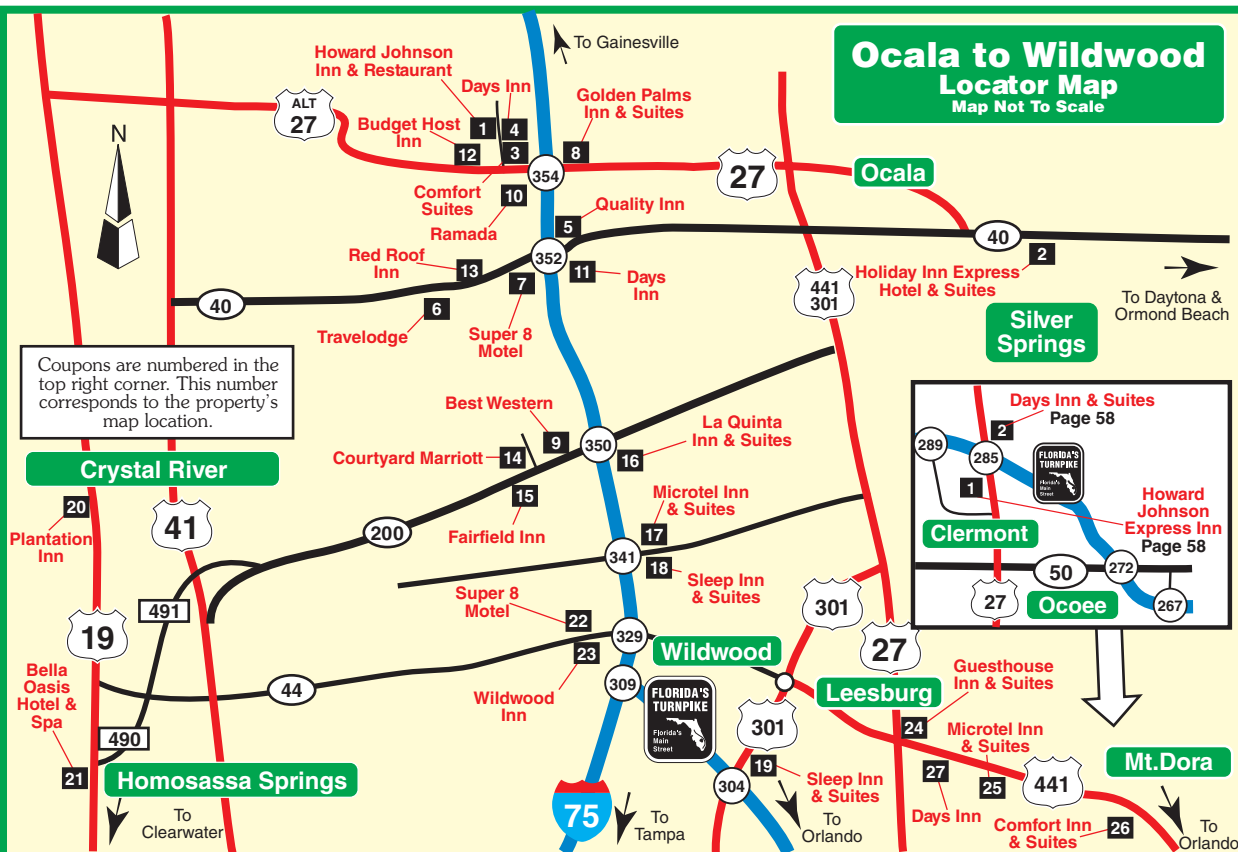 To Gainesville
Ocala to Wildwood
Locator Map
Map Not To Scale
Howard Johnson
Inn & Restaurant
Days Inn
Golden Palms
Inn & Suites
ALT
27
1
4
Budget Host
Inn
12
3
8
N
354
27
Ocala
Comfort
Suites
10
Ramada
5
Quality Inn
40
2
Red Roof
Inn
13
352
11
Days
Inn
Holiday Inn Express
Hotel & Suites
7
441
301
To Daytona &
Ormond Beach
40
6
Travelodge
Super 8
Motel
Silver
Springs
Coupons are numbered in the
top right corner. This number
corresponds to the property's
map location.
Best Western
9
350
La Quinta
Inn & Suites
16
Courtyard Marriott
14
15
Fairfield Inn
Crystal River
20
Plantation
Inn
41
200
Microtel Inn
& Suites
17
341
18
Sleep Inn
& Suites
Days Inn & Suites
Page 58
2
289
285
FLORIDA'S
TURNPIKE
Florida's
Main
Street
1
Howard
Johnson
Express Inn
Page 58
Clermont
50
272
27
Ocoee
267
491
19
Super 8
Motel
22
329
301
23
Wildwood
27
Wildwood
Inn
309
Bella
Oasis
Hotel &
Spa
44
FLORIDA'S
TURNPIKE
Florida's
Main
Street
Leesburg
Guesthouse
Inn & Suites
24
490
21
Homosassa Springs
301
Microtel Inn
& Suites
25
Mt.Dora
19
Sleep Inn
& Suites
304
27
Days Inn
441
75
To
Clearwater
To
Tampa
To
Orlando
Comfort Inn
& Suites
26
To
Orlando